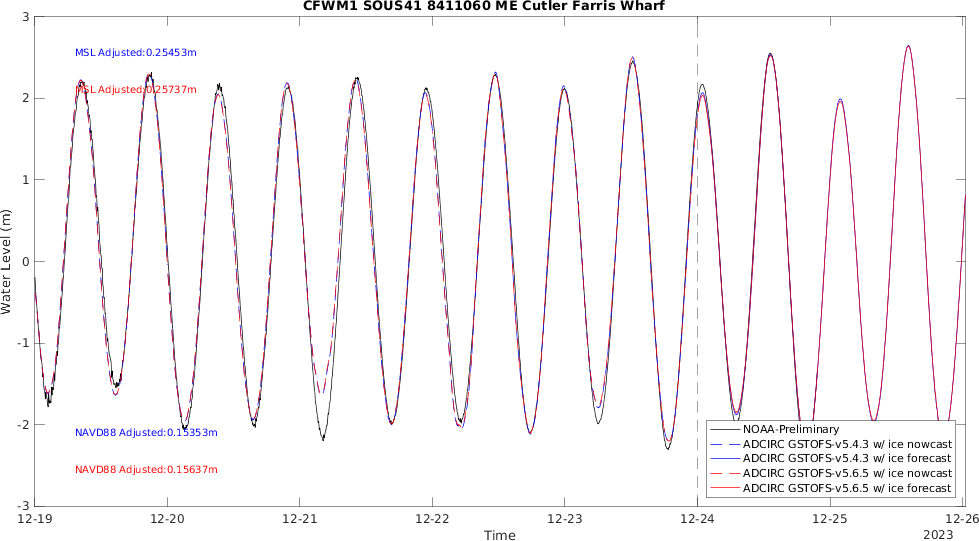 CFWM1 SOUS41 8411060 ME Cutler Farris Wharf
3
2
1
0
-1
-2
-3
Water Level (m)
MSL Adjusted:0.25453m
MSL Adjusted:0.25737m
NAVD88 Adjusted:0.15353m
NAVD88 Adjusted:0.15637m
NOAA-Preliminary
ADCIRC GSTOFS-v5.4.3 w/ ice nowcast
ADCIRC GSTOFS-v5.4.3 w/ ice forecast
ADCIRC GSTOFS-v5.6.5 w/ ice nowcast
ADCIRC GSTOFS-v5.6.5 w/ ice forecast
12-19 12-20 12-21 12-22 12-23 12-24 12-25 12-26
Time
2023